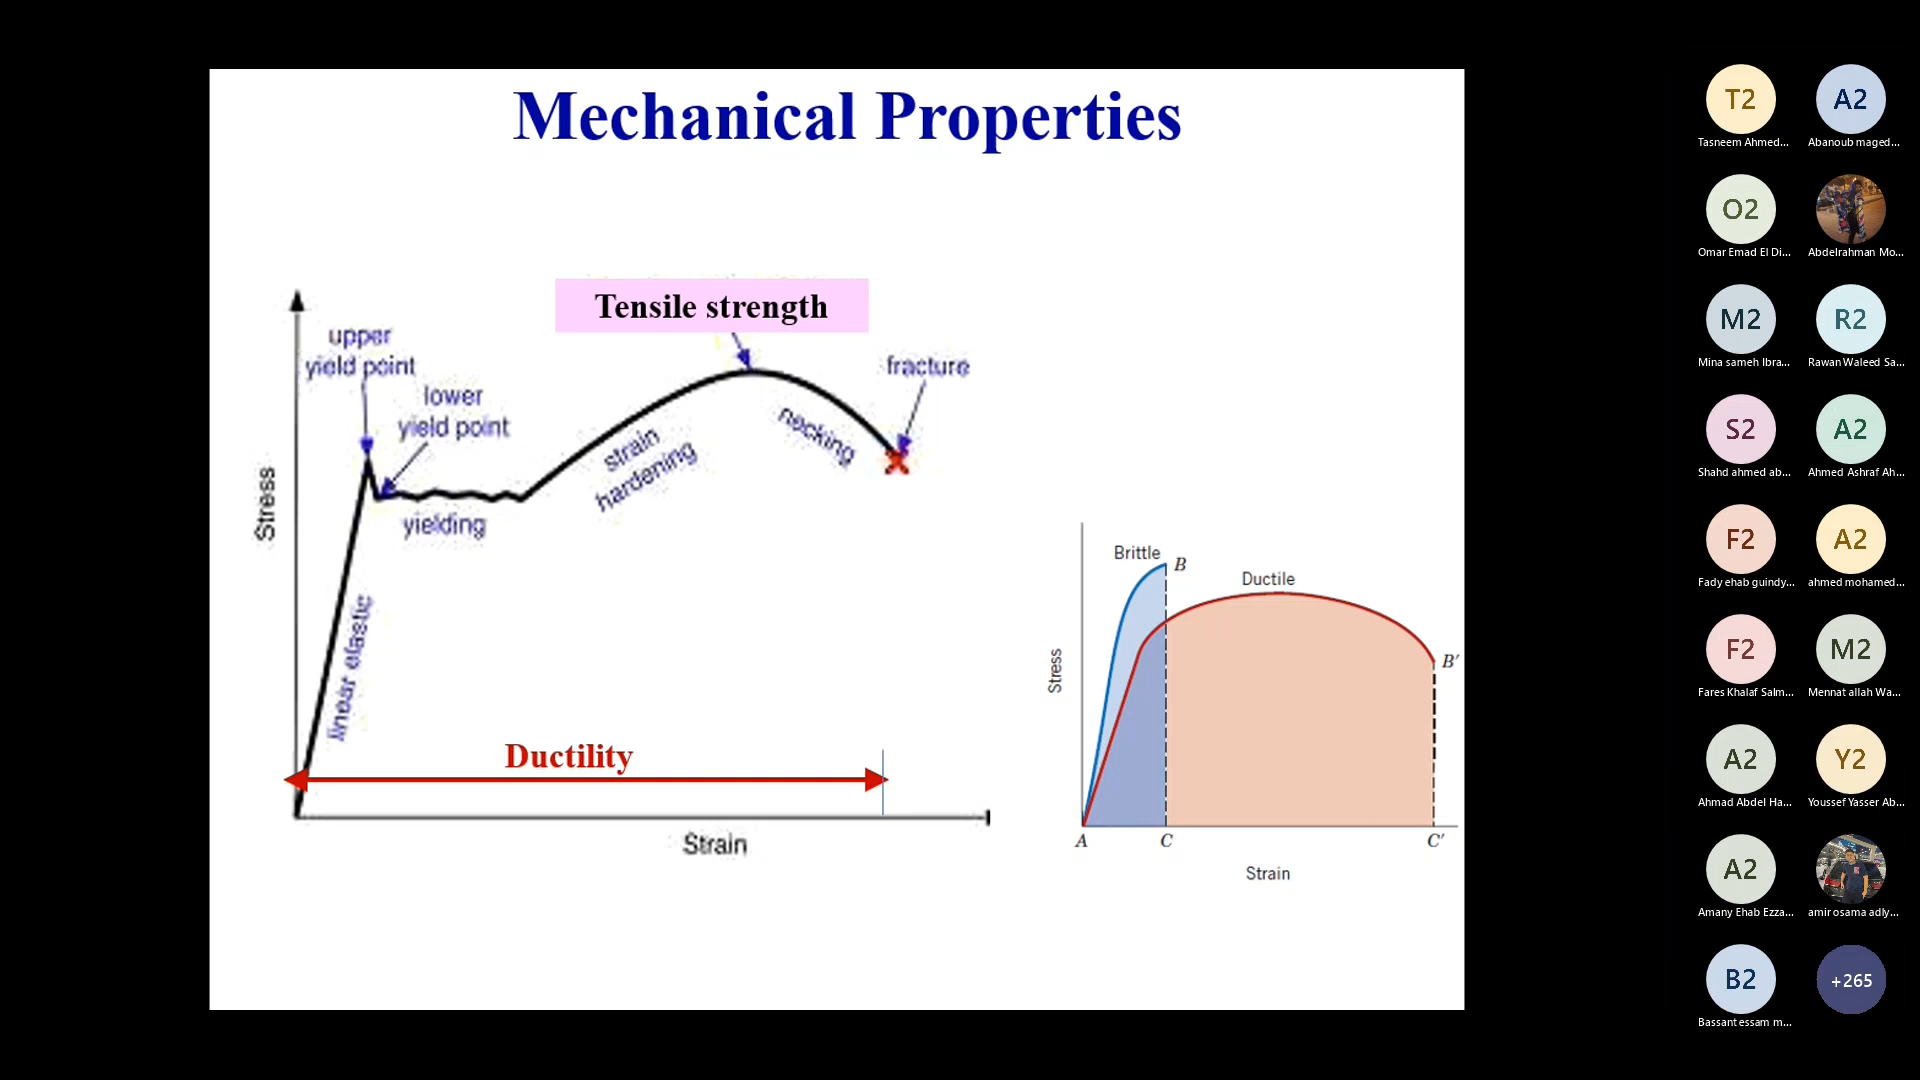 Mechanical Properties
Tensile strength
upper
yield point
lower
yield point
fracture
necking
strain
hardening
yielding
Stress
linear elastic
Ductility
Strain
Brittle
B
Ductile
B'
Stress
A
C
C'
Strain
T2
Tasneem Ahmed...
A2
Abanoub maged...
O2
Omar Emad El Di...
Abdelrahman Mo...
M2
Mina sameh Ibra...
R2
Rawan Waleed Sa...
S2
Shahd ahmed ab...
A2
Ahmed Ashraf Ah...
F2
Fady ehab guindy...
A2
ahmed mohamed...
F2
Fares Khalaf Salm...
M2
Mennat allah Wa...
A2
Ahmad Abdel Ha...
Y2
Youssef Yasser Ab...
A2
Amany Ehab Ezza...
amir osama adly...
B2
Bassant essam m...
+265